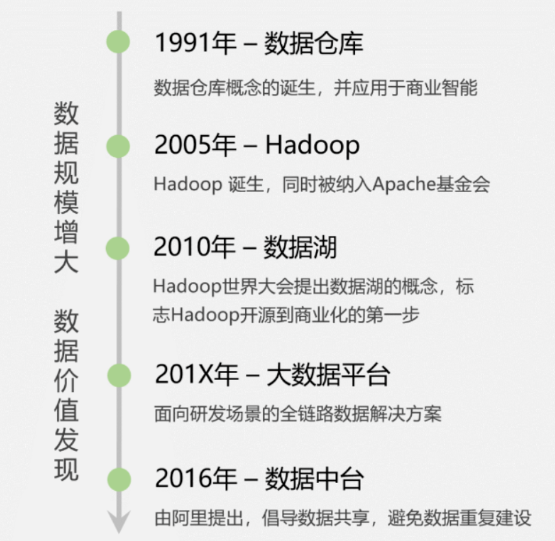 数据规模增大 数据价值发现
1991年 – 数据仓库
数据仓库概念的诞生，并应用于商业智能
2005年 – Hadoop
Hadoop 诞生，同时被纳入Apache基金会
2010年 – 数据湖
Hadoop世界大会提出数据湖的概念，标
志Hadoop开源到商业化的第一步
201X年 – 大数据平台
面向研发场景的全链路数据解决方案
2016年 – 数据中台
由阿里提出，倡导数据共享，避免数据重复建设